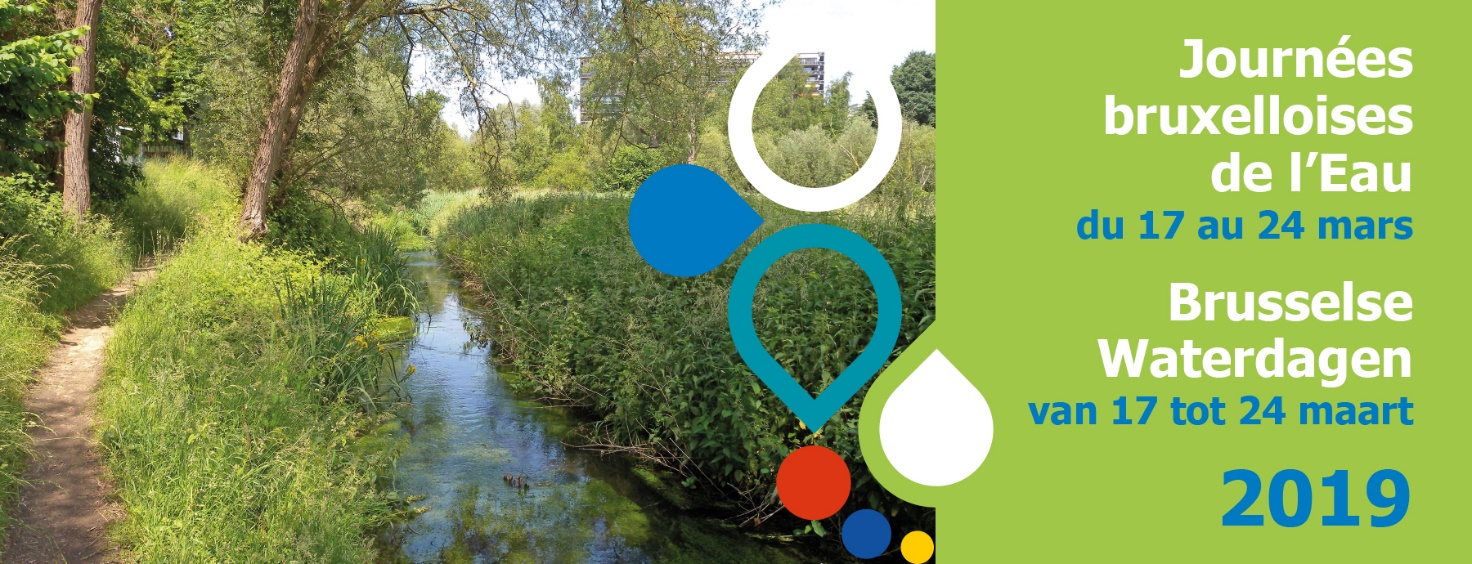 Journées
bruxelloises
de l’Eau
du 17 au 24 mars
Brusselse
Waterdagen
van 17 tot 24 maart
2019